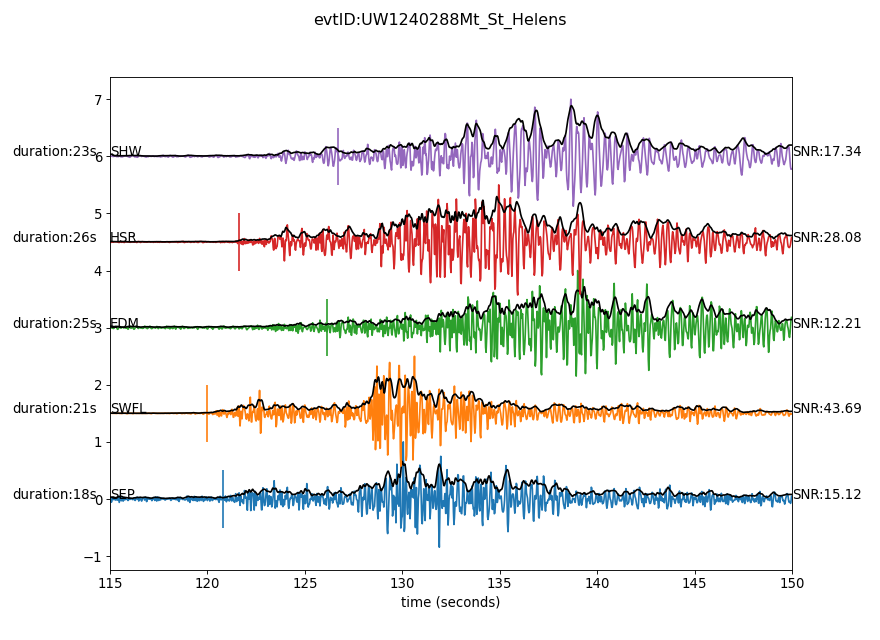 evtID:UW1240288Mt_St_Helens
7
duration:23s SHW SNR:17.34
6
5
duration:26s HSR SNR:28.08
4
duration:25s EDM SNR:12.21
3
2
duration:21s SWFL SNR:43.69
1
duration:18s SEP SNR:15.12
0
−1
115 120 125 130 135 140 145 150
time (seconds)